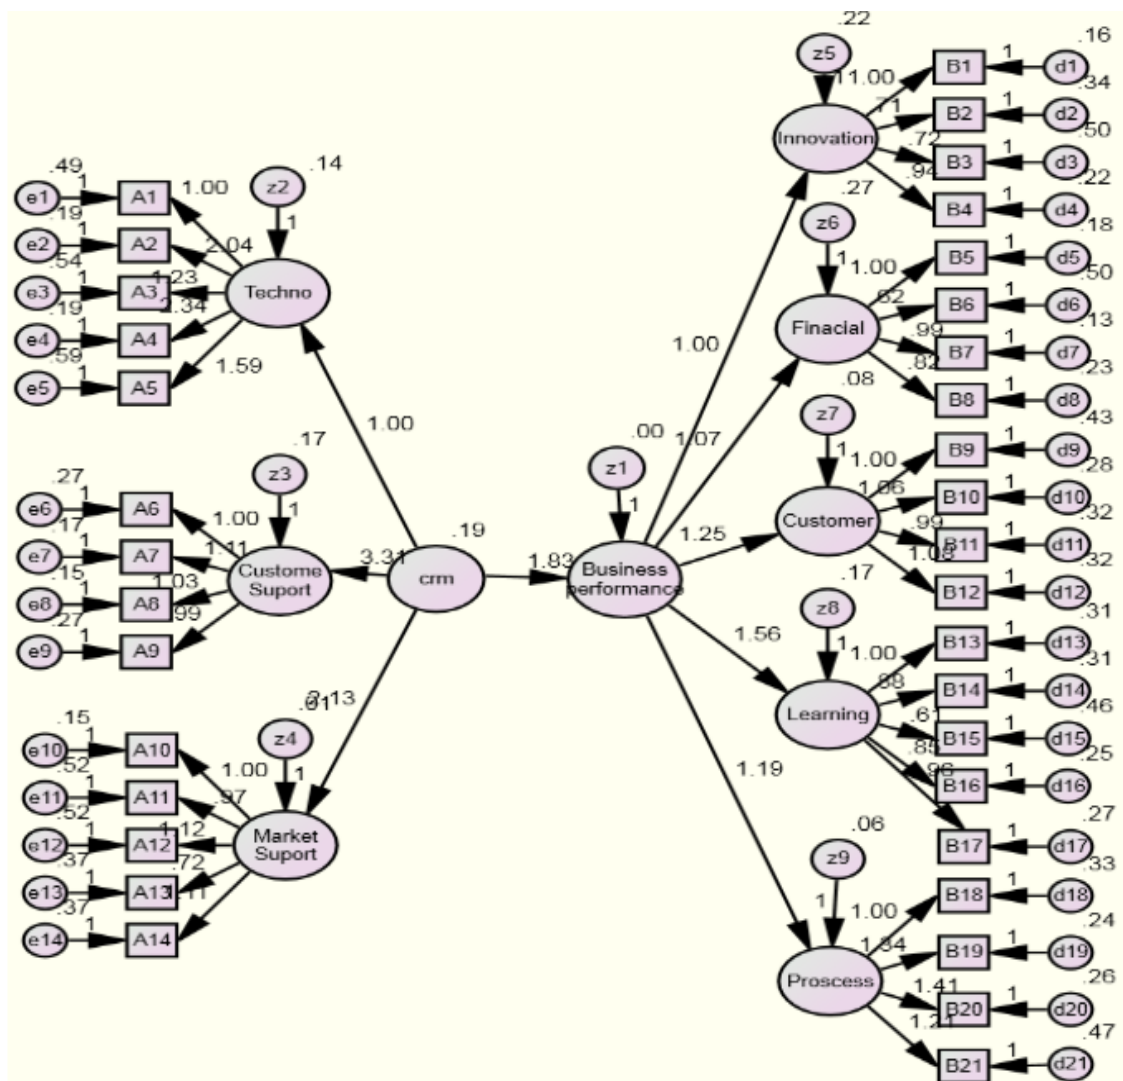 .49
e1
1
A1
1.00
.19
e2
1
A2
2.04
.54
e3
1
A3
1.23
.19
e4
1
A4
2.34
.59
e5
1
A5
1.59
.14
z2
1
Techno
1.00
.27
e6
1
A6
1.00
.17
e7
1
A7
1.11
.15
e8
1
A8
1.03
.27
e9
1
A9
.99
.17
z3
1
Custome
Suport
3.31
.15
e10
1
A10
1.00
.52
e11
1
A11
.97
.52
e12
1
A12
1.12
.37
e13
1
A13
.72
.37
e14
1
A14
z4
1
Market
Suport
2.13
.19
crm
1.83
.00
z1
1
Business
performance
1.00
1.07
1.25
1.56
1.19
.22
z5
1
Innovation
1.00
B1
1
d1
.16
.71
B2
1
d2
.34
.72
B3
1
d3
.50
.94
B4
1
d4
.22
.27
z6
1
Finacial
1.00
B5
1
d5
.18
.62
B6
1
d6
.50
.99
B7
1
d7
.13
.82
B8
1
d8
.23
.08
z7
1
Customer
1.00
B9
1
d9
.43
1.06
B10
1
d10
.28
.99
B11
1
d11
.32
1.08
B12
1
d12
.32
.17
z8
1
Learning
1.00
B13
1
d13
.31
.88
B14
1
d14
.31
.61
B15
1
d15
.46
.85
B16
1
d16
.25
.96
B17
1
d17
.27
.06
z9
1
Proscess
1.00
B18
1
d18
.33
1.34
B19
1
d19
.24
1.41
B20
1
d20
.26
1.21
B21
1
d21
.47